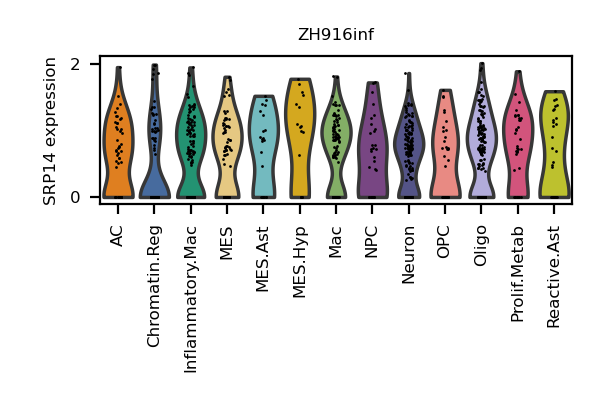 ZH916inf
SRP14 expression
2
0
AC
Chromatin.Reg
Inflammatory.Mac
MES
MES.Ast
MES.Hyp
Mac
NPC
Neuron
OPC
Oligo
Prolif.Metab
Reactive.Ast